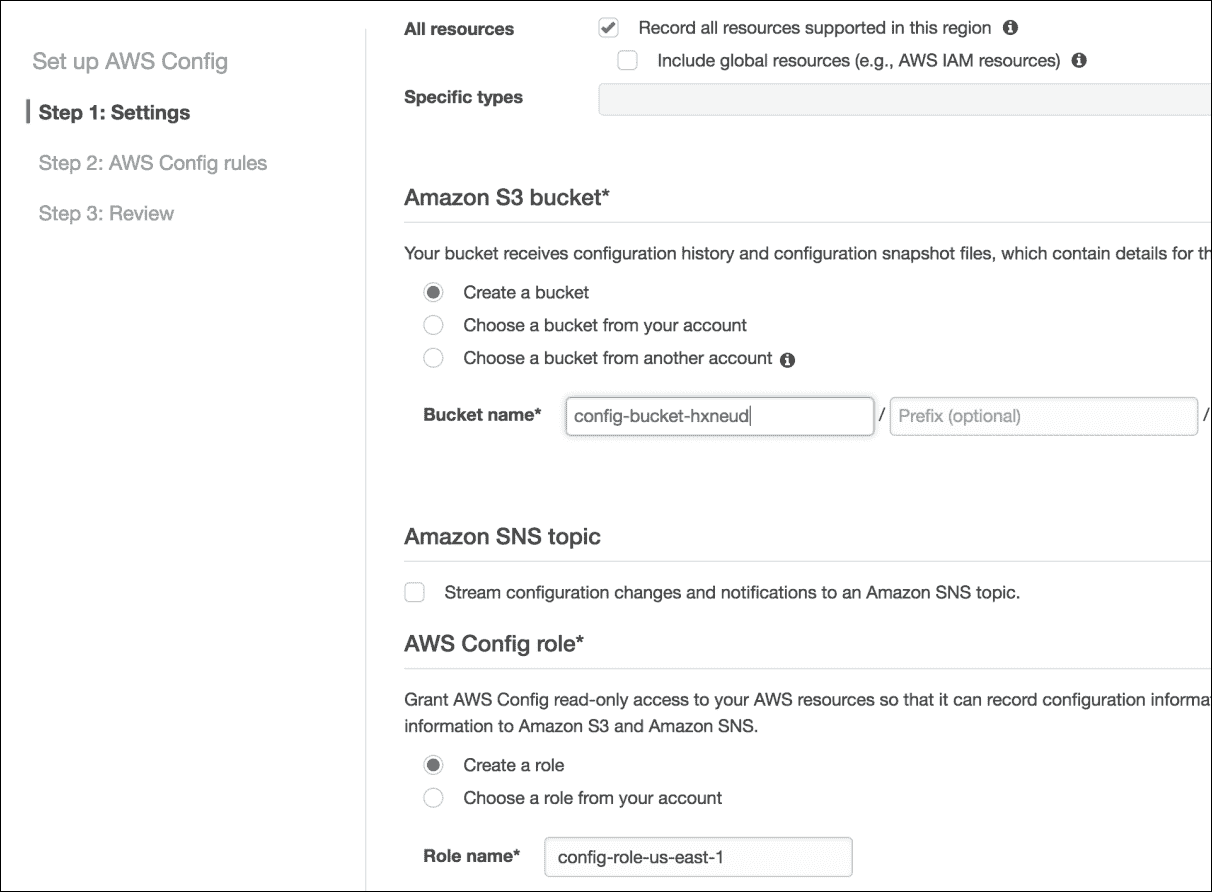 Set up AWS Config
Step 1: Settings
Step 2: AWS Config rules
Step 3: Review
All resources
Record all resources supported in this region
Include global resources (e.g., AWS IAM resources)
Specific types
Amazon S3 bucket*
Your bucket receives configuration history and configuration snapshot files, which contain details for th
Create a bucket
Choose a bucket from your account
Choose a bucket from another account
Bucket name* config-bucket-hxneud / Prefix (optional) /
Amazon SNS topic
Stream configuration changes and notifications to an Amazon SNS topic.
AWS Config role*
Grant AWS Config read-only access to your AWS resources so that it can record configuration informa
information to Amazon S3 and Amazon SNS.
Create a role
Choose a role from your account
Role name* config-role-us-east-1